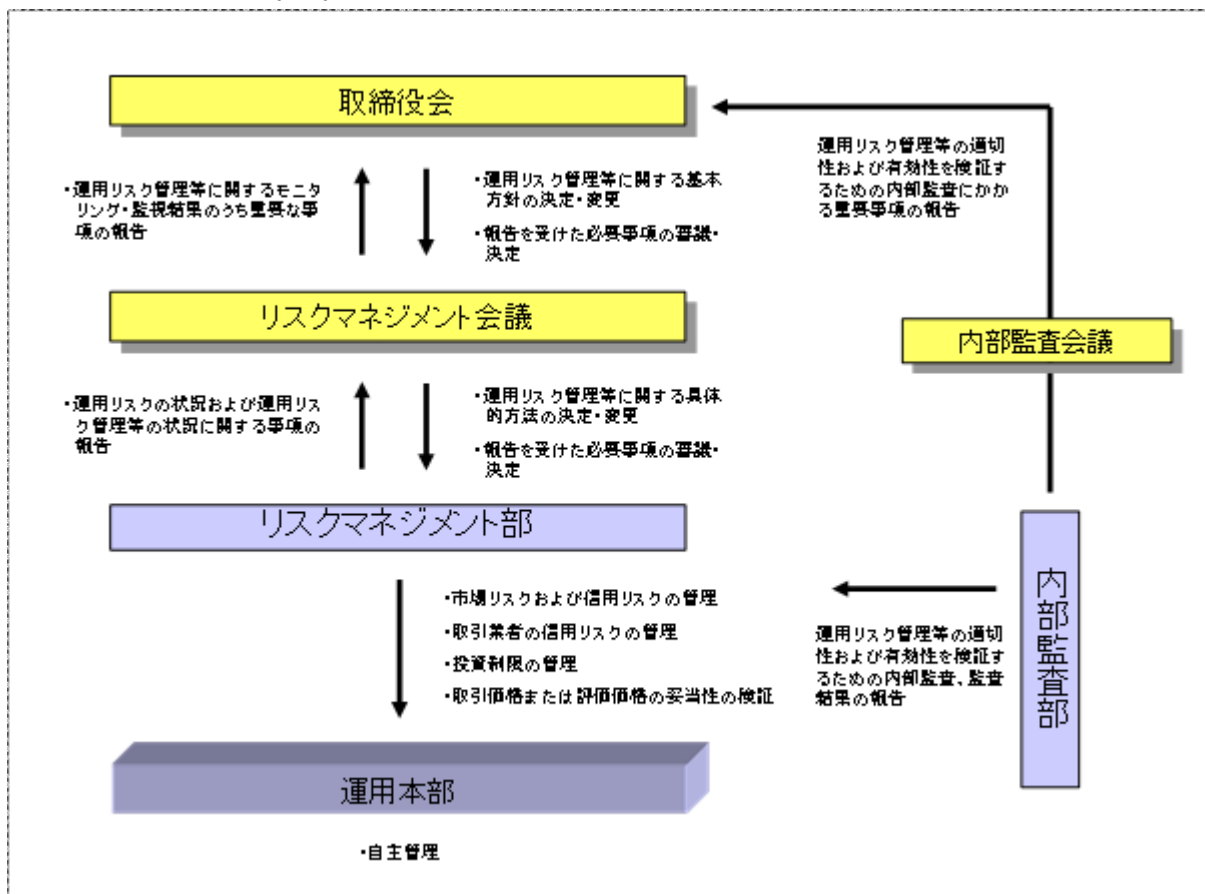 取締役会
・運用リスク管理等に関するモニタ
リング・監視結果のうち重要な事
項の報告
・運用リスク管理等に関する基本
方針の決定・変更
・報告を受けた必要事項の審議・
決定
運用リスク管理等の適切
性および有効性を検証す
るための内部監査にかか
る重要事項の報告
リスクマネジメント会議
内部監査会議
・運用リスクの状況および運用リス
ク管理等の状況に関する事項の
報告
・運用リスク管理等に関する具体
的方法の決定・変更
・報告を受けた必要事項の審議・
決定
リスクマネジメント部
・市場リスクおよび信用リスクの管理
・取引業者の信用リスクの管理
・投資制限の管理
・取引価格または評価価格の妥当性の検証
運用リスク管理等の適切
性および有効性を検証す
るための内部監査、監査
結果の報告
内部監査部
運用本部
・自主管理